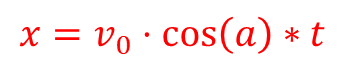 x = v₀ · cos(a) ∗ t